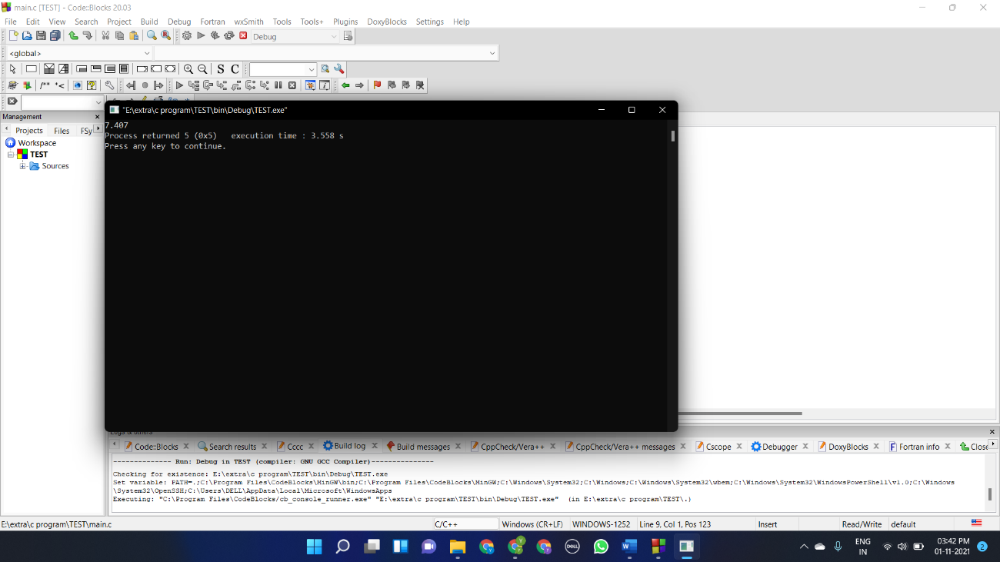 main.c [TEST] - Code::Blocks 20.03
File Edit View Search Project Build Debug Fortran wxSmith Tools Tools+ Plugins DoxyBlocks Settings Help
Debug
<global>
S C
/** *<
Management
Projects Files FSy
Workspace
TEST
Sources
"E:\extra\c program\TEST\bin\Debug\TEST.exe"
7.407
Process returned 5 (0x5) execution time : 3.558 s
Press any key to continue.
Logs & others
Code::Blocks Search results Cccc Build log Build messages CppCheck/Vera++ CppCheck/Vera++ messages Cscope Debugger DoxyBlocks Fortran info Close
-------------- Run: Debug in TEST (compiler: GNU GCC Compiler)---------------
Checking for existence: E:\extra\c program\TEST\bin\Debug\TEST.exe
Set variable: PATH=.;C:\Program Files\CodeBlocks\MinGW\bin;C:\Program Files\CodeBlocks\MinGW;C:\Windows\System32;C:\Windows;C:\Windows\System32\wbem;C:\Windows\System32\WindowsPowerShell\v1.0;C:\Windows
\System32\OpenSSH;C:\Users\DELL\AppData\Local\Microsoft\WindowsApps
Executing: "C:\Program Files\CodeBlocks/cb_console_runner.exe" "E:\extra\c program\TEST\bin\Debug\TEST.exe" (in E:\extra\c program\TEST\.)
E:\extra\c program\TEST\main.c C/C++ Windows (CR+LF) WINDOWS-1252 Line 9, Col 1, Pos 123 Insert Read/Write default
DELL
ENG
IN
03:42 PM
01-11-2021
2